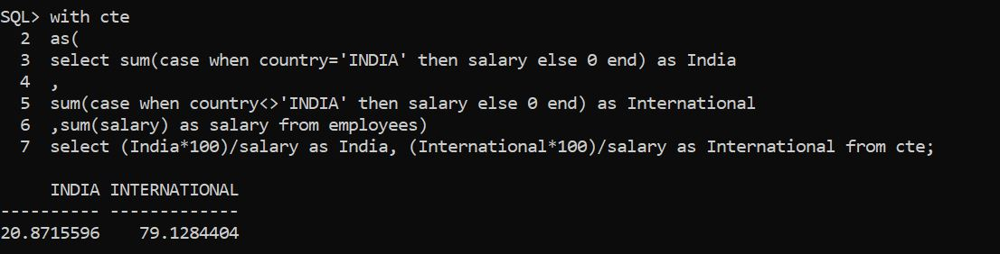 SQL> with cte
  2  as(
  3  select sum(case when country='INDIA' then salary else 0 end) as India
  4  ,
  5  sum(case when country<>'INDIA' then salary else 0 end) as International
  6  ,sum(salary) as salary from employees)
  7  select (India*100)/salary as India, (International*100)/salary as International from cte;

     INDIA INTERNATIONAL
---------- -------------
20.8715596    79.1284404